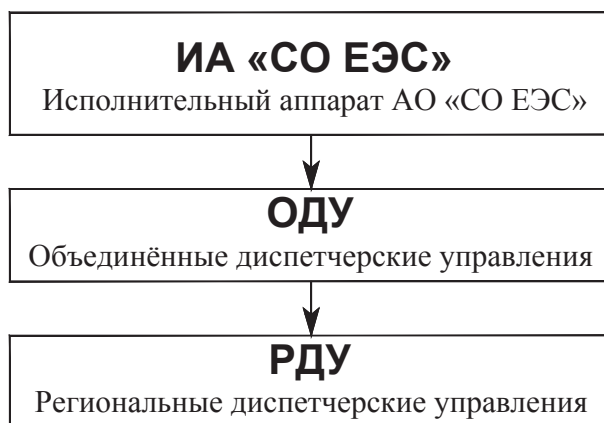 ИА «СО ЕЭС»
Исполнительный аппарат АО «СО ЕЭС»
ОДУ
Объединённые диспетчерские управления
РДУ
Региональные диспетчерские управления